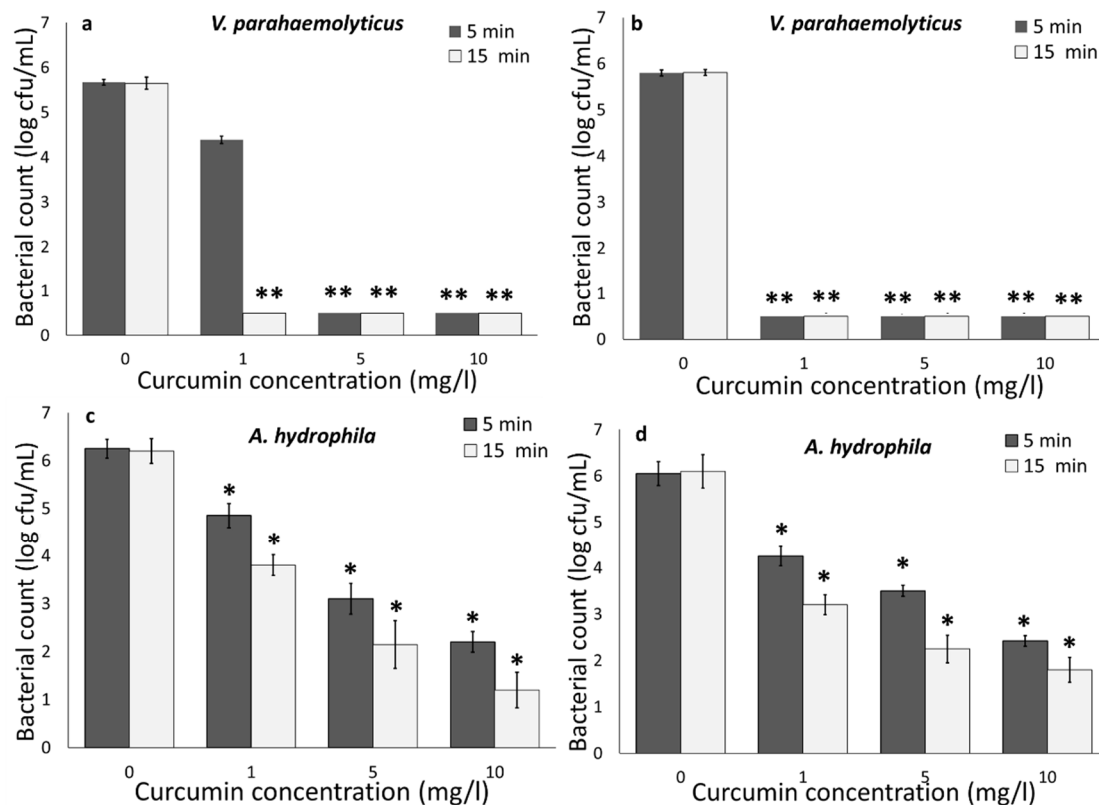 a
V. parahaemolyticus
5 min
15 min
Bacterial count (log cfu/mL)
7
6
5
4
3
2
1
0
** ** ** ** **
0 1 5 10
Curcumin concentration (mg/l)
b
V. parahaemolyticus
5 min
15 min
Bacterial count (log cfu/mL)
7
6
5
4
3
2
1
0
** ** ** ** ** **
0 1 5 10
Curcumin concentration (mg/l)
c
A. hydrophila
5 min
15 min
Bacterial count (log cfu/mL)
7
6
5
4
3
2
1
0
* * * * * *
0 1 5 10
Curcumin concentration (mg/l)
d
A. hydrophila
5 min
15 min
Bacterial count (log cfu/mL)
7
6
5
4
3
2
1
0
* * * * * *
0 1 5 10
Curcumin concentration (mg/l)